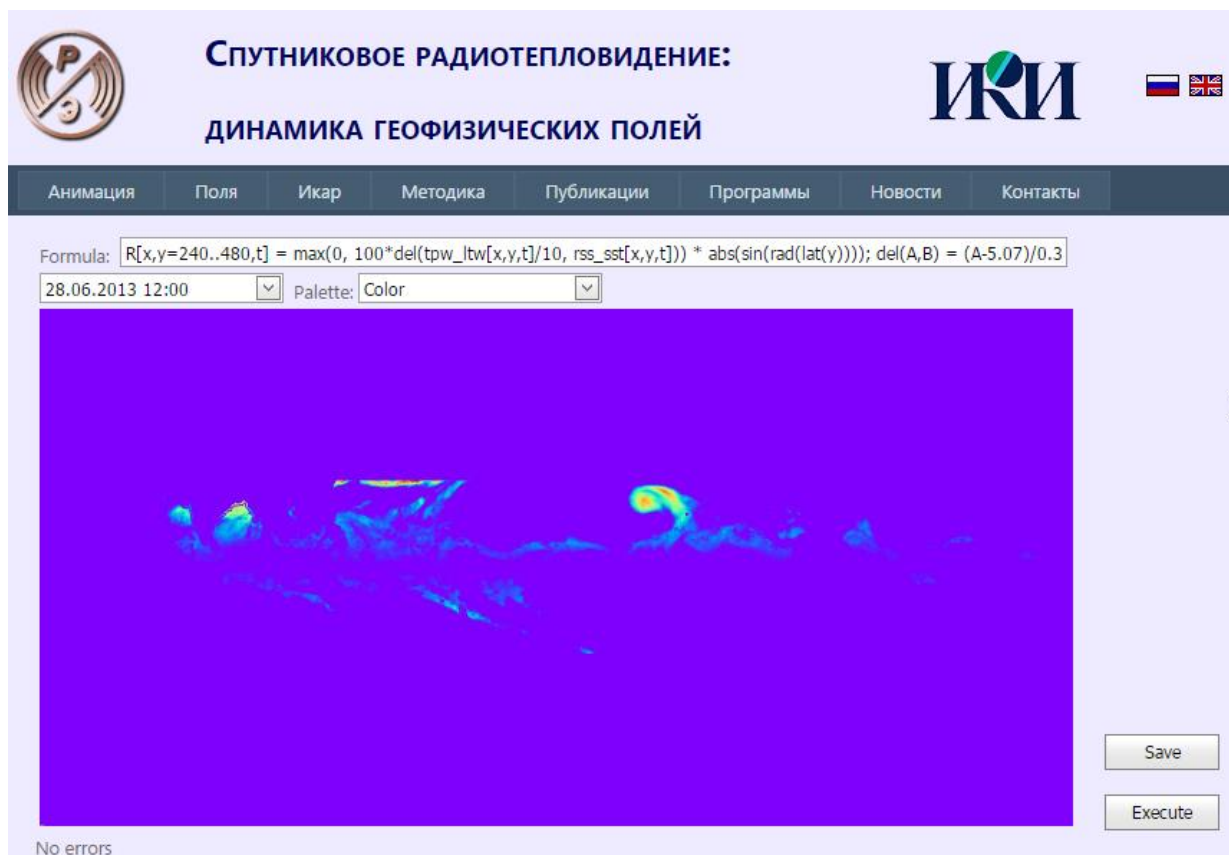 РЭ
СПУТНИКОВОЕ РАДИОТЕПЛОВИДЕНИЕ:
ДИНАМИКА ГЕОФИЗИЧЕСКИХ ПОЛЕЙ
ИКИ
Анимация Поля Икар Методика Публикации Программы Новости Контакты
Formula: R[x,y=240..480,t] = max(0, 100*del(tpw_ltw[x,y,t]/10, rss_sst[x,y,t])) * abs(sin(rad(lat(y)))); del(A,B) = (A-5.07)/0.3
28.06.2013 12:00 Palette: Color
Save
Execute
No errors